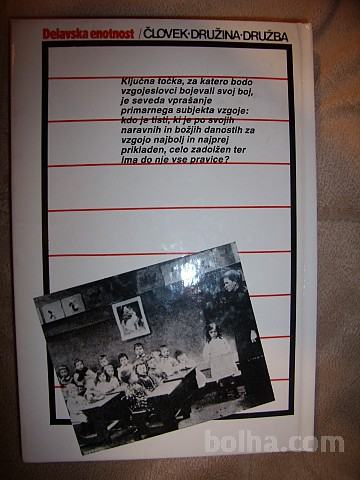 Delavska enotnost / ČLOVEK·DRUŽINA·DRUŽBA
Ključna točka, za katero bodo
vzgojeslovci bojevali svoj boj,
je seveda vprašanje
primarnega subjekta vzgoje:
kdo je tisti, ki je po svojih
naravnih in božjih danostih za
vzgojo najbolj in najprej
prikladen, celo zadolžen ter
ima do nje vse pravice?
bolha.com